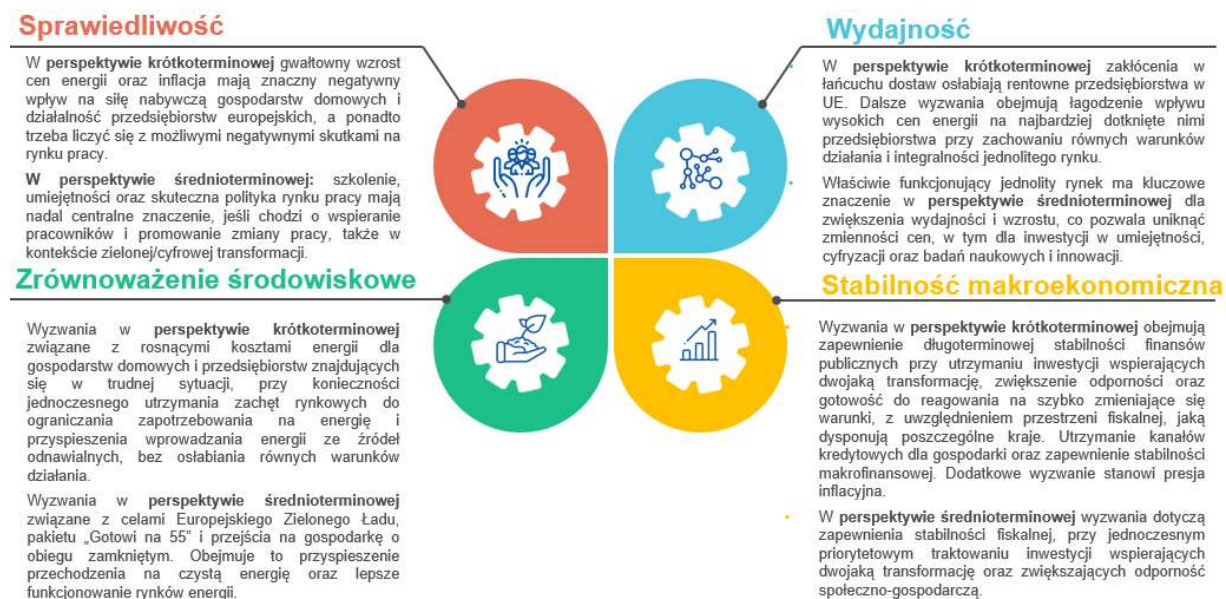 Sprawiedliwość
W perspektywie krótkoterminowej gwałtowny wzrost
cen energii oraz inflacja mają znaczny negatywny
wpływ na siłę nabywczą gospodarstw domowych i
działalność przedsiębiorstw europejskich, a ponadto
trzeba liczyć się z możliwymi negatywnymi skutkami na
rynku pracy.
W perspektywie średnioterminowej: szkolenie,
umiejętności oraz skuteczna polityka rynku pracy mają
nadal centralne znaczenie, jeśli chodzi o wspieranie
pracowników i promowanie zmiany pracy, także w
kontekście zielonej/cyfrowej transformacji.
Wydajność
W perspektywie krótkoterminowej zakłócenia w
łańcuchu dostaw osłabiają rentowne przedsiębiorstwa w
UE. Dalsze wyzwania obejmują łagodzenie wpływu
wysokich cen energii na najbardziej dotknięte nimi
przedsiębiorstwa przy zachowaniu równych warunków
działania i integralności jednolitego rynku.
Właściwie funkcjonujący jednolity rynek ma kluczowe
znaczenie w perspektywie średnioterminowej dla
zwiększenia wydajności i wzrostu, co pozwala uniknąć
zmienności cen, w tym dla inwestycji w umiejętności,
cyfryzacji oraz badań naukowych i innowacji.
Zrównoważenie środowiskowe
Wyzwania w perspektywie krótkoterminowej
związane z rosnącymi kosztami energii dla
gospodarstw domowych i przedsiębiorstw znajdujących
się w trudnej sytuacji, przy konieczności
jednoczesnego utrzymania zachęt rynkowych do
ograniczania zapotrzebowania na energię i
przyspieszenia wprowadzania energii ze źródeł
odnawialnych, bez osłabiania równych warunków
działania.
Wyzwania w perspektywie średnioterminowej
związane z celami Europejskiego Zielonego Ładu,
pakietu „Gotowi na 55” i przejścia na gospodarkę o
obiegu zamkniętym. Obejmuje to przyspieszenie
przechodzenia na czystą energię oraz lepsze
funkcjonowanie rynków energii.
Stabilność makroekonomiczna
Wyzwania w perspektywie krótkoterminowej obejmują
zapewnienie długoterminowej stabilności finansów
publicznych przy utrzymaniu inwestycji wspierających
dwojaką transformację, zwiększenie odporności oraz
gotowość do reagowania na szybko zmieniające się
warunki, z uwzględnieniem przestrzeni fiskalnej, jaką
dysponują poszczególne kraje. Utrzymanie kanałów
kredytowych dla gospodarki oraz zapewnienie stabilności
makrofinansowej. Dodatkowe wyzwanie stanowi presja
inflacyjna.
W perspektywie średnioterminowej wyzwania dotyczą
zapewnienia stabilności fiskalnej, przy jednoczesnym
priorytetowym traktowaniu inwestycji wspierających
dwojaką transformację oraz zwiększających odporność
społeczno-gospodarczą.